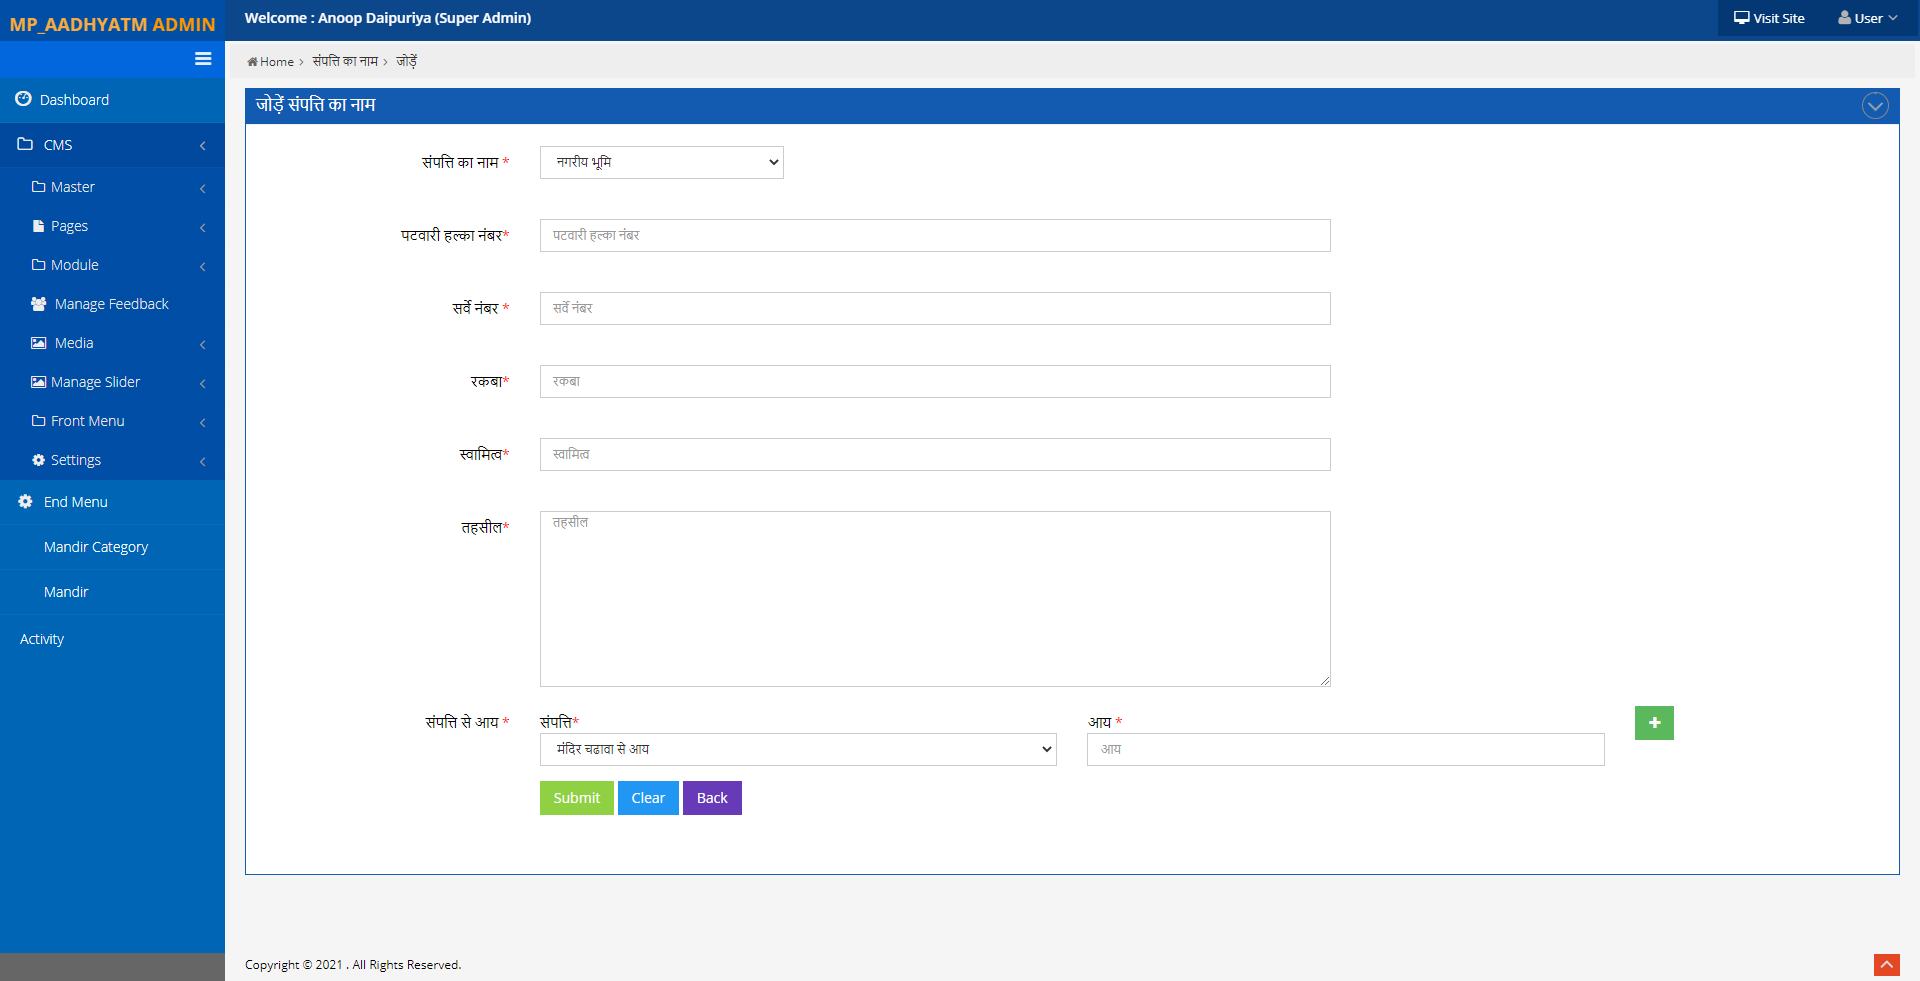 MP_AADHYATM ADMIN
Welcome : Anoop Daipuriya (Super Admin)
Visit Site
User
Home > संपत्ति का नाम > जोड़ें
Dashboard
CMS
Master
Pages
Module
Manage Feedback
Media
Manage Slider
Front Menu
Settings
End Menu
Mandir Category
Mandir
Activity
जोड़ें संपत्ति का नाम
संपत्ति का नाम * नगरीय भूमि
पटवारी हल्का नंबर* पटवारी हल्का नंबर
सर्वे नंबर * सर्वे नंबर
रकबा* रकबा
स्वामित्व* स्वामित्व
तहसील* तहसील
संपत्ति से आय * संपत्ति* आय *
मंदिर चढावा से आय आय
Submit Clear Back
Copyright © 2021 . All Rights Reserved.